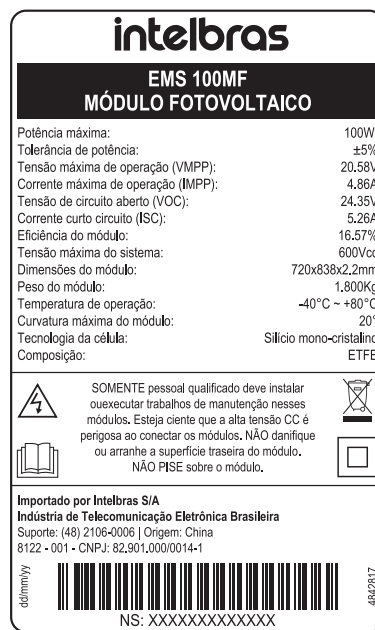 intelbras
EMS 100MF
MÓDULO FOTOVOLTAICO
Potência máxima: 100W
Tolerância de potência: ±5%
Tensão máxima de operação (VMPP): 20.58V
Corrente máxima de operação (IMPP): 4.86A
Tensão de circuito aberto (VOC): 24.35V
Corrente curto circuito (ISC): 5.26A
Eficiência do módulo: 16.57%
Tensão máxima do sistema: 600Vcc
Dimensões do módulo: 720x838x2.2mm
Peso do módulo: 1.800Kg
Temperatura de operação: -40°C ~ +80°C
Curvatura máxima do módulo: 20°
Tecnologia da célula: Silício mono-cristalino
Composição: ETFE
SOMENTE pessoal qualificado deve instalar
ouexecutar trabalhos de manutenção nesses
módulos. Esteja ciente que a alta tensão CC é
perigosa ao conectar os módulos. NÃO danifique
ou arranhe a superfície traseira do módulo.
NÃO PISE sobre o módulo.
Importado por Intelbras S/A
Indústria de Telecomunicação Eletrônica Brasileira
Suporte: (48) 2106-0006 | Origem: China
8122 - 001 - CNPJ: 82.901.000/0014-1
dd/mm/yy
4842817
NS: XXXXXXXXXXXXX